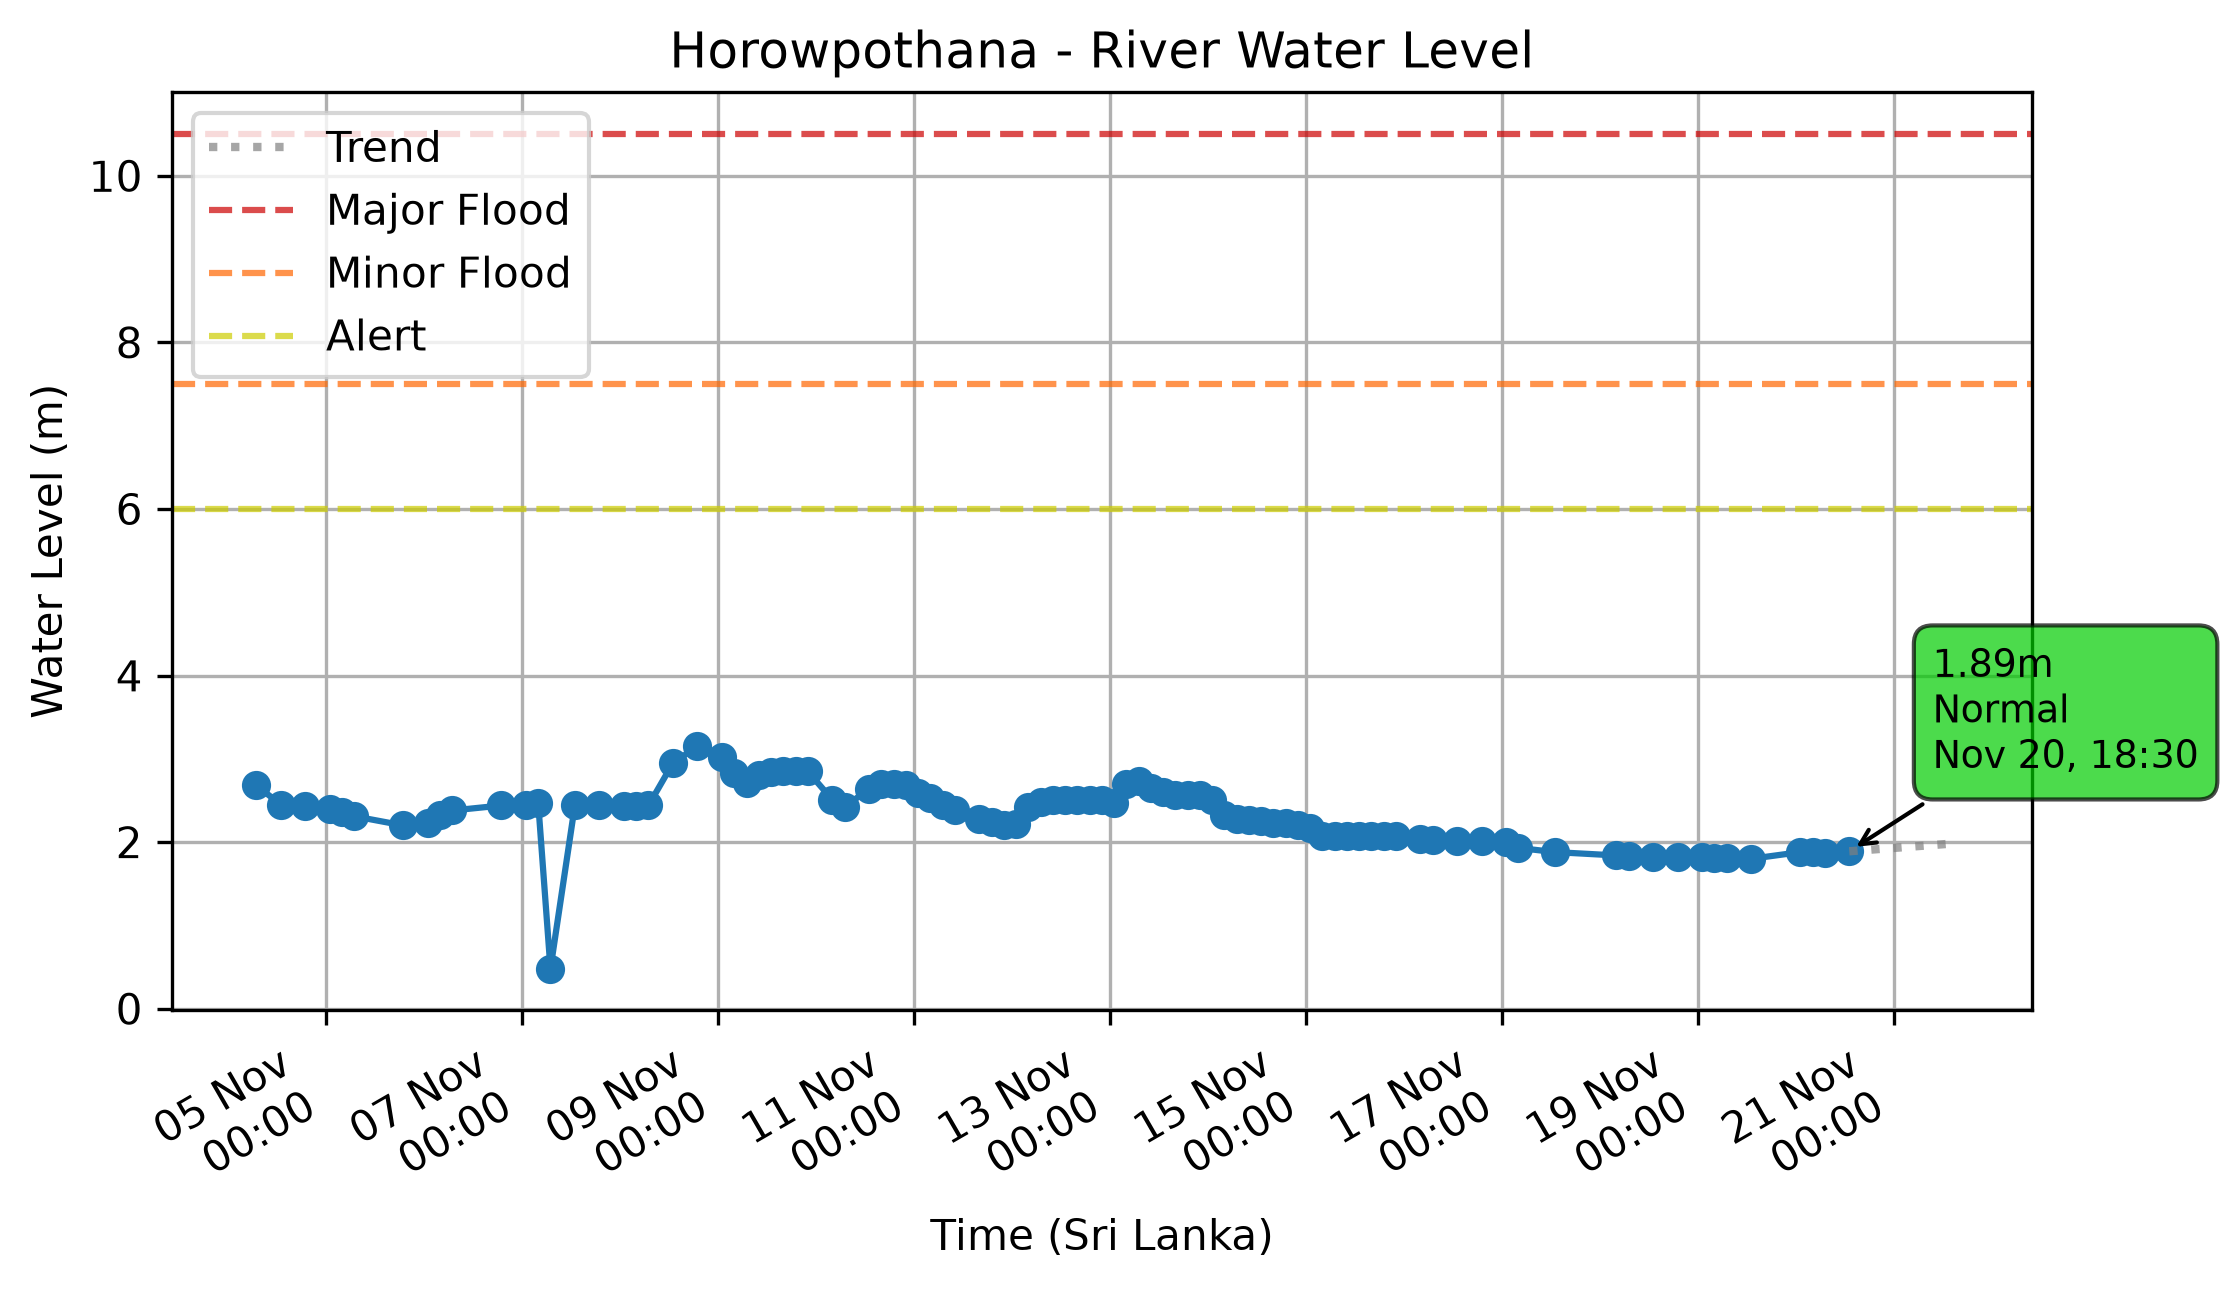 Horowpothana - River Water Level
Trend
Major Flood
Minor Flood
Alert
10
8
6
4
2
0
Water Level (m)
1.89m
Normal
Nov 20, 18:30
05 Nov
00:00
07 Nov
00:00
09 Nov
00:00
11 Nov
00:00
13 Nov
00:00
15 Nov
00:00
17 Nov
00:00
19 Nov
00:00
21 Nov
00:00
Time (Sri Lanka)